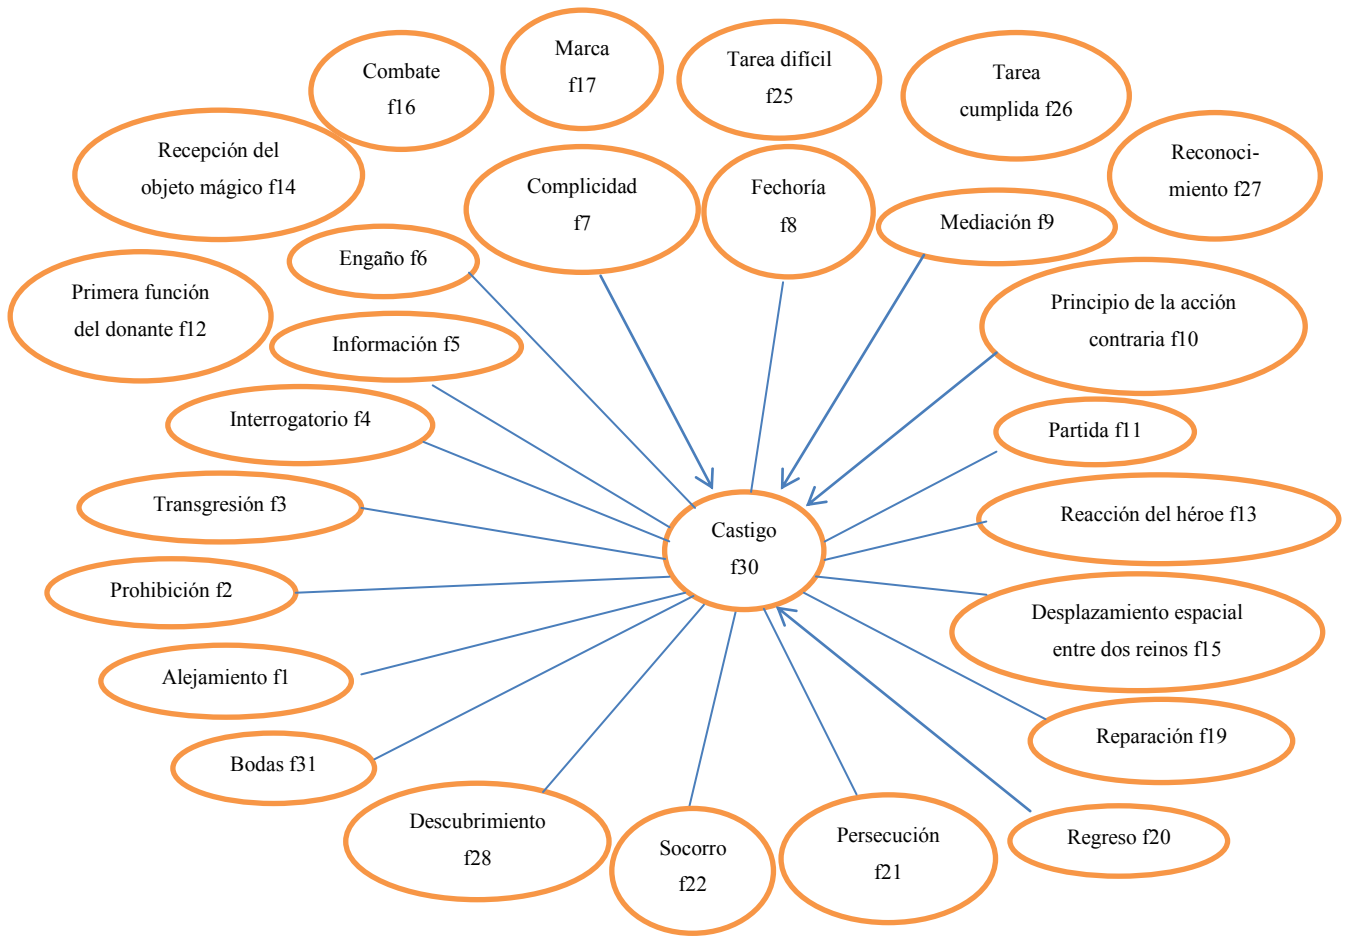 Marca
f17
Tarea difícil
f25
Combate
f16
Tarea
cumplida f26
Recepción del
objeto mágico f14
Reconoci-
miento f27
Complicidad
f7
Fechoría
f8
Mediación f9
Engaño f6
Primera función
del donante f12
Principio de la acción
contraria f10
Información f5
Interrogatorio f4
Partida f11
Transgresión f3
Reacción del héroe f13
Castigo
f30
Prohibición f2
Desplazamiento espacial
entre dos reinos f15
Alejamiento f1
Reparación f19
Bodas f31
Descubrimiento
f28
Socorro
f22
Persecución
f21
Regreso f20